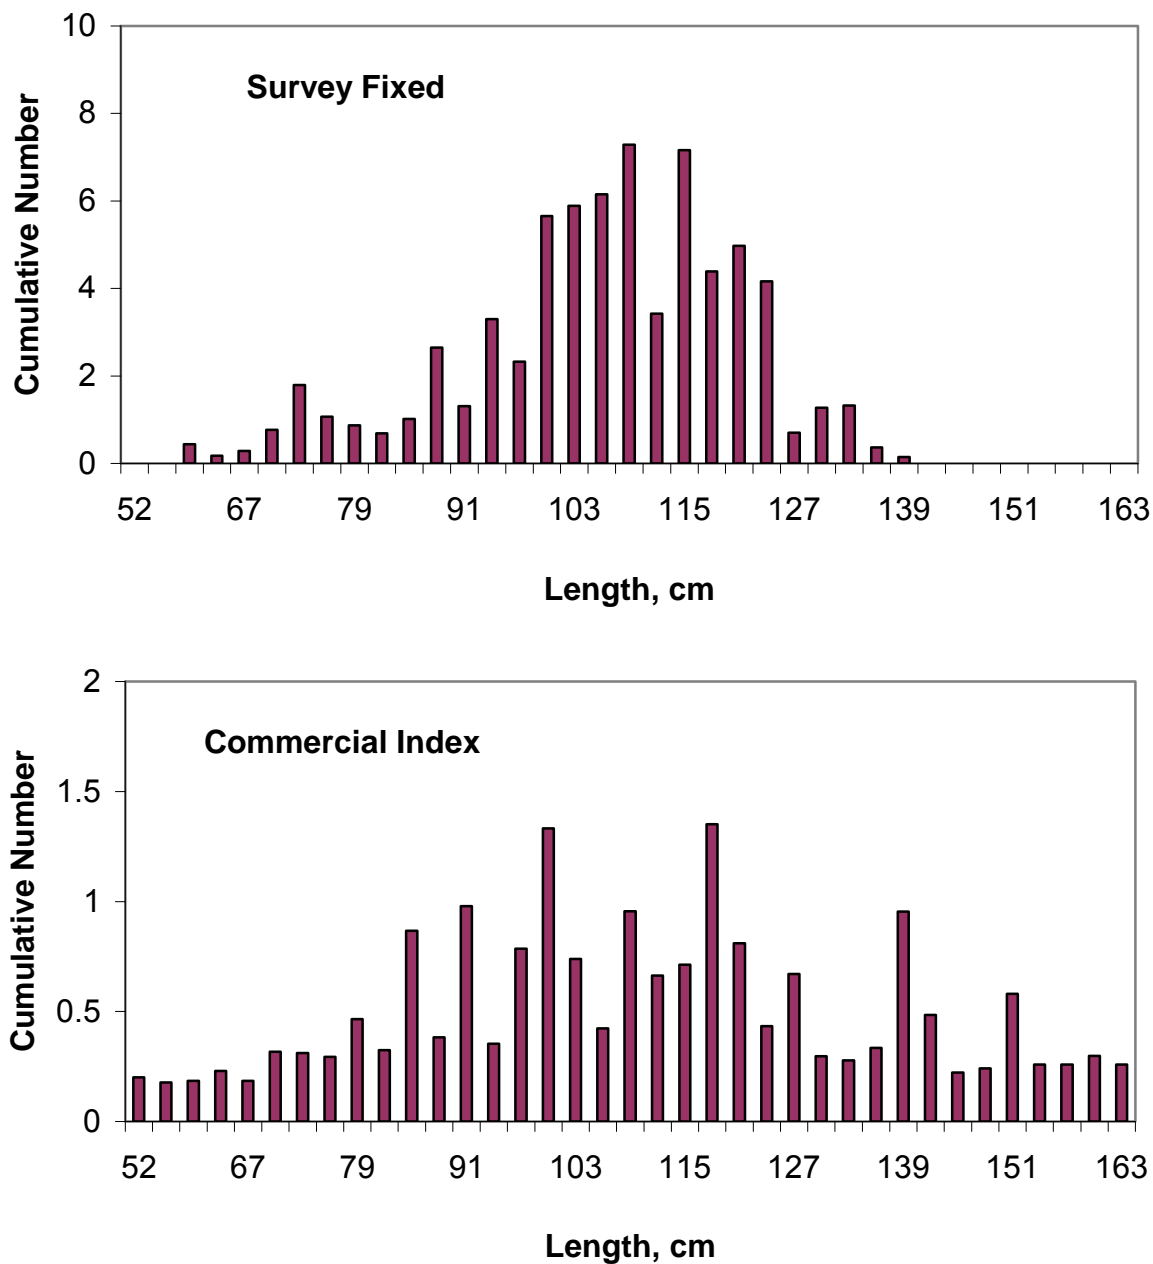 10
Survey Fixed
8
6
4
2
0
Cumulative Number
52 67 79 91 103 115 127 139 151 163
Length, cm
2
Commercial Index
1.5
1
0.5
0
Cumulative Number
52 67 79 91 103 115 127 139 151 163
Length, cm